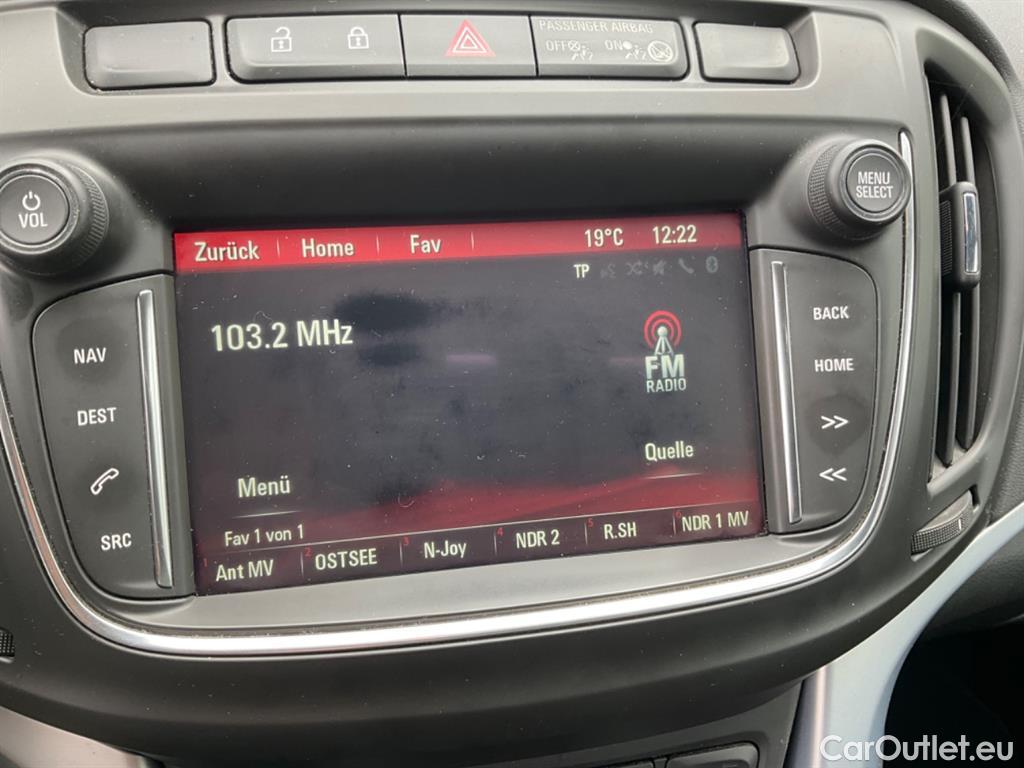 PASSENGER AIRBAG
OFF ON
VOL
MENU
SELECT
Zurück Home Fav 19°C 12:22
TP
103.2 MHz
FM
RADIO
NAV
DEST
SRC
BACK
HOME
>>
<<
Menü
Quelle
Fav 1 von 1
1 Ant MV 2 OSTSEE 3 N-Joy 4 NDR 2 5 R.SH 6 NDR 1 MV
CarOutlet.eu